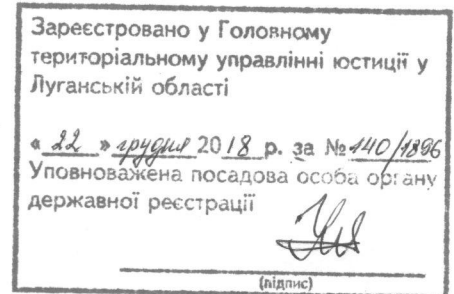 Зареєстровано у Головному
територіальному управлінні юстиції у
Луганській області
« 22 » грудня 2018 р. за № 140/1896
Уповноважена посадова особа органу
державної реєстрації
(підпис)